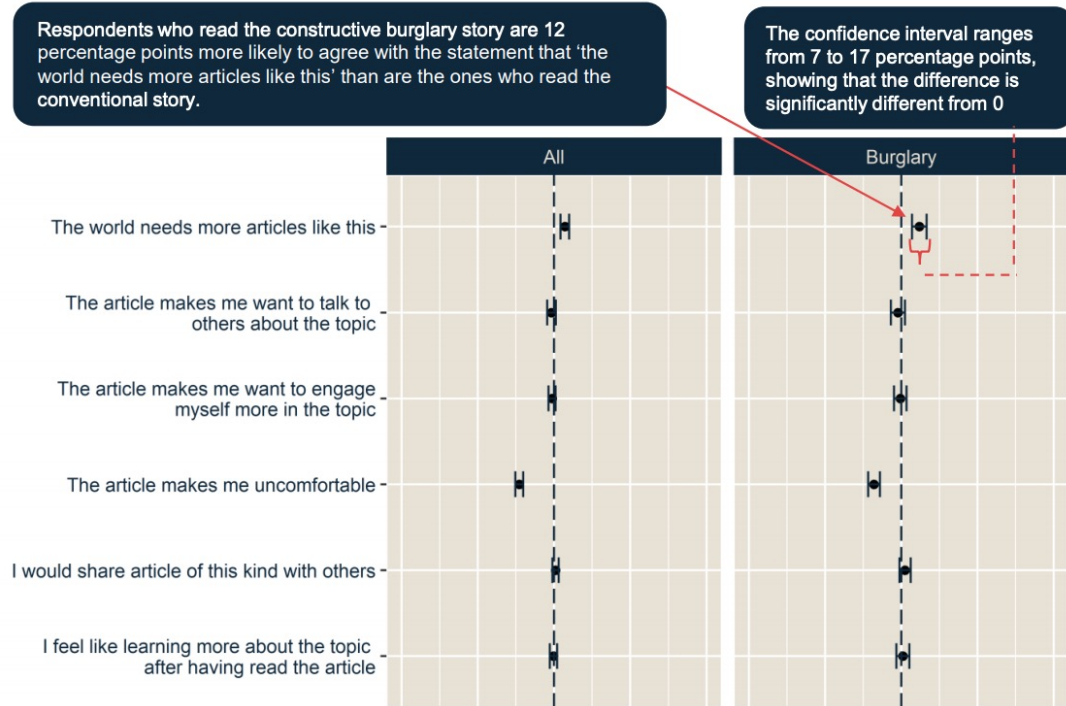 Respondents who read the constructive burglary story are 12
percentage points more likely to agree with the statement that ‘the
world needs more articles like this’ than are the ones who read the
conventional story.
The confidence interval ranges
from 7 to 17 percentage points,
showing that the difference is
significantly different from 0
All
Burglary
The world needs more articles like this
The article makes me want to talk to
others about the topic
The article makes me want to engage
myself more in the topic
The article makes me uncomfortable
I would share article of this kind with others
I feel like learning more about the topic
after having read the article